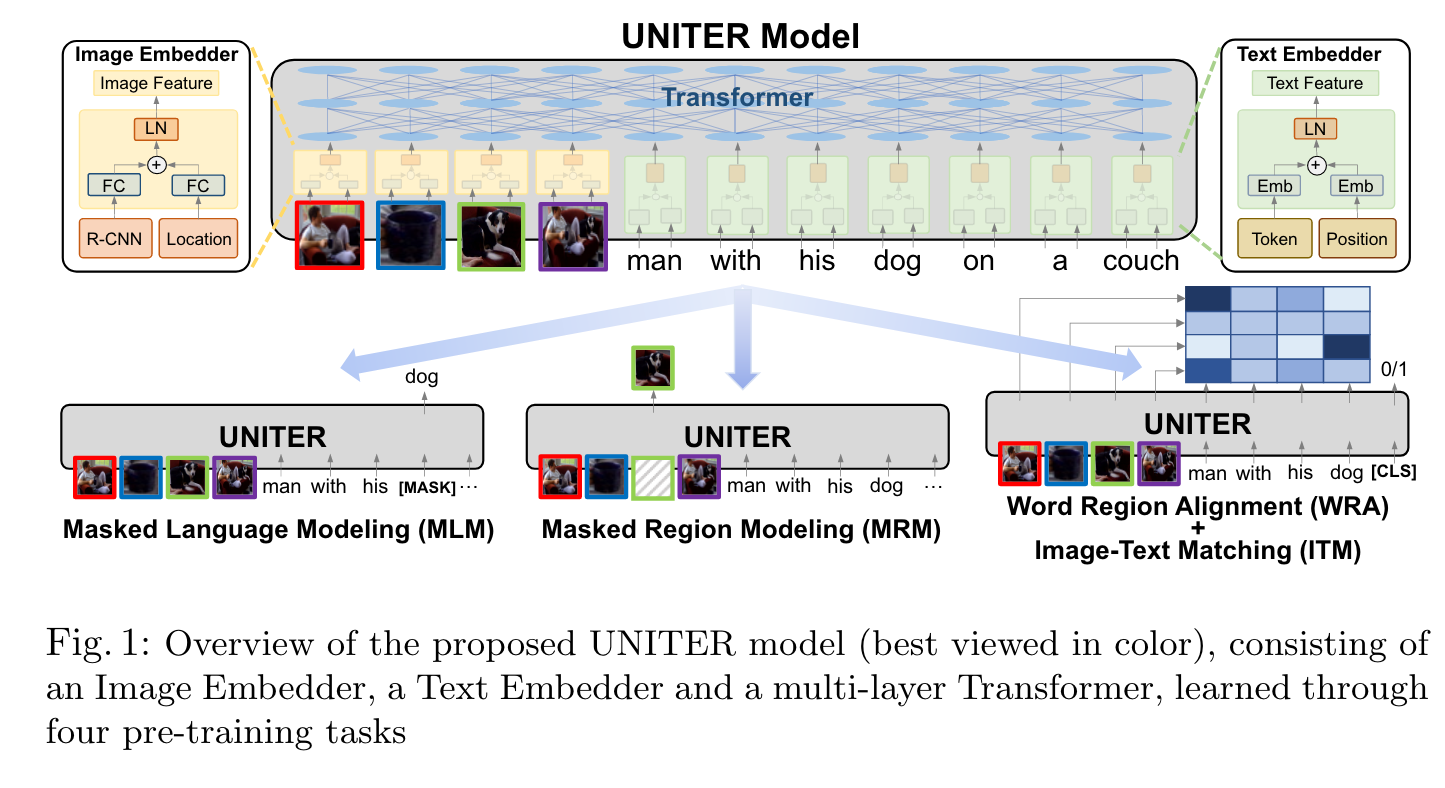 UNITER Model
Image Embedder
Image Feature
LN
+
FC FC
R-CNN Location
Transformer
Text Embedder
Text Feature
LN
+
Emb Emb
Token Position
man with his dog on a couch
dog
UNITER
man with his [MASK] ...
Masked Language Modeling (MLM)
UNITER
man with his dog ...
Masked Region Modeling (MRM)
0/1
UNITER
man with his dog [CLS]
Word Region Alignment (WRA)
+
Image-Text Matching (ITM)
Fig. 1: Overview of the proposed UNITER model (best viewed in color), consisting of
an Image Embedder, a Text Embedder and a multi-layer Transformer, learned through
four pre-training tasks